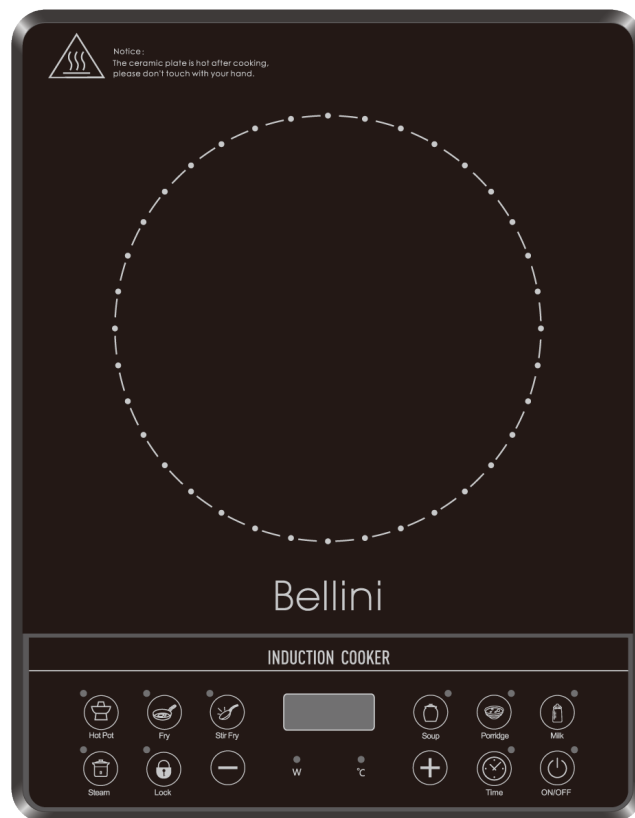 Notice:
The ceramic plate is hot after cooking,
please don't touch with your hand.
Bellini
INDUCTION COOKER
Hot Pot
Fry
Stir Fry
Soup
Porridge
Milk
Steam
Lock
W
°C
Time
ON/OFF